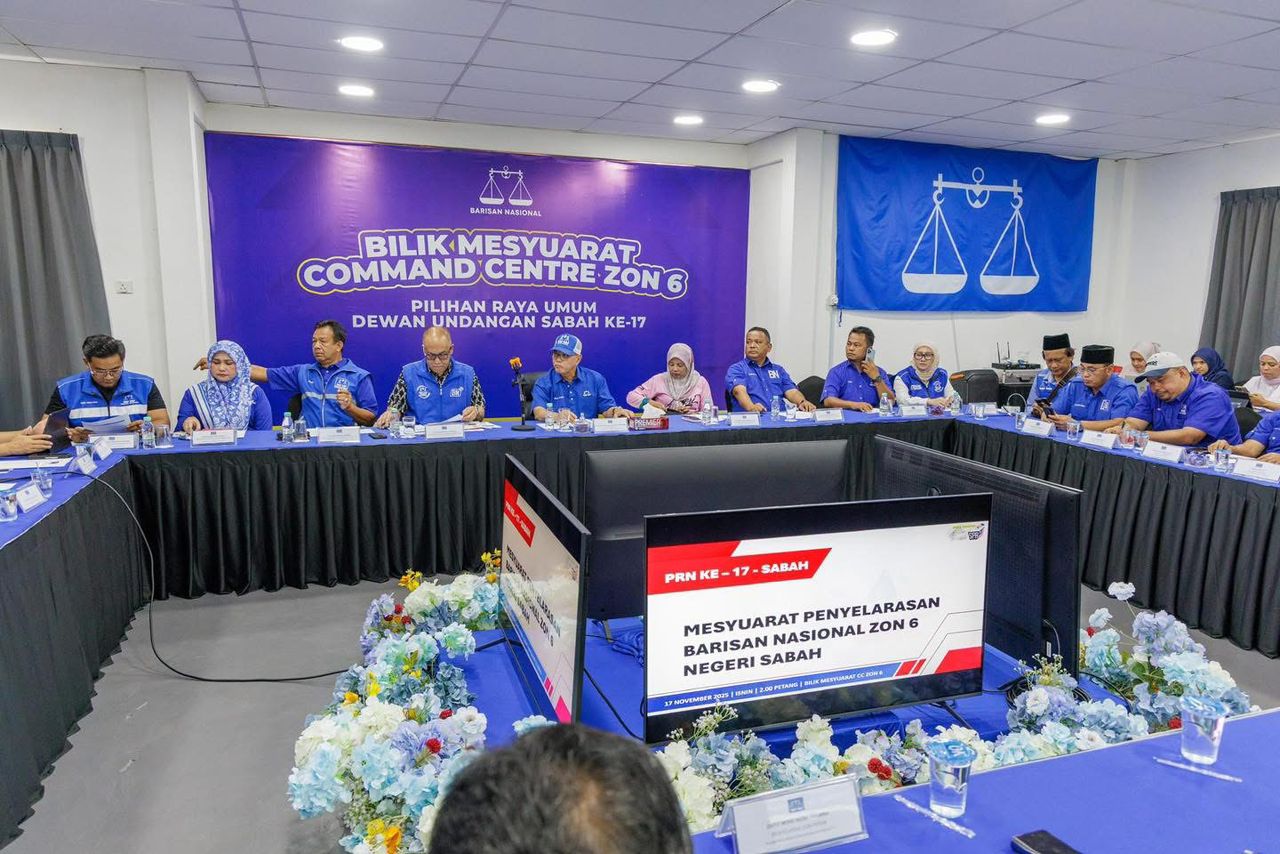 BARISAN NASIONAL
BILIK MESYUARAT
COMMAND CENTRE ZON 6
PILIHAN RAYA UMUM
DEWAN UNDANGAN SABAH KE-17
PREMIER
PRN KE – 17 - SABAH
MESYUARAT PENYELARASAN
BARISAN NASIONAL ZON 6
NEGERI SABAH
17 NOVEMBER 2025 | ISNIN | 2.00 PETANG | BILIK MESYUARAT CC ZON 6